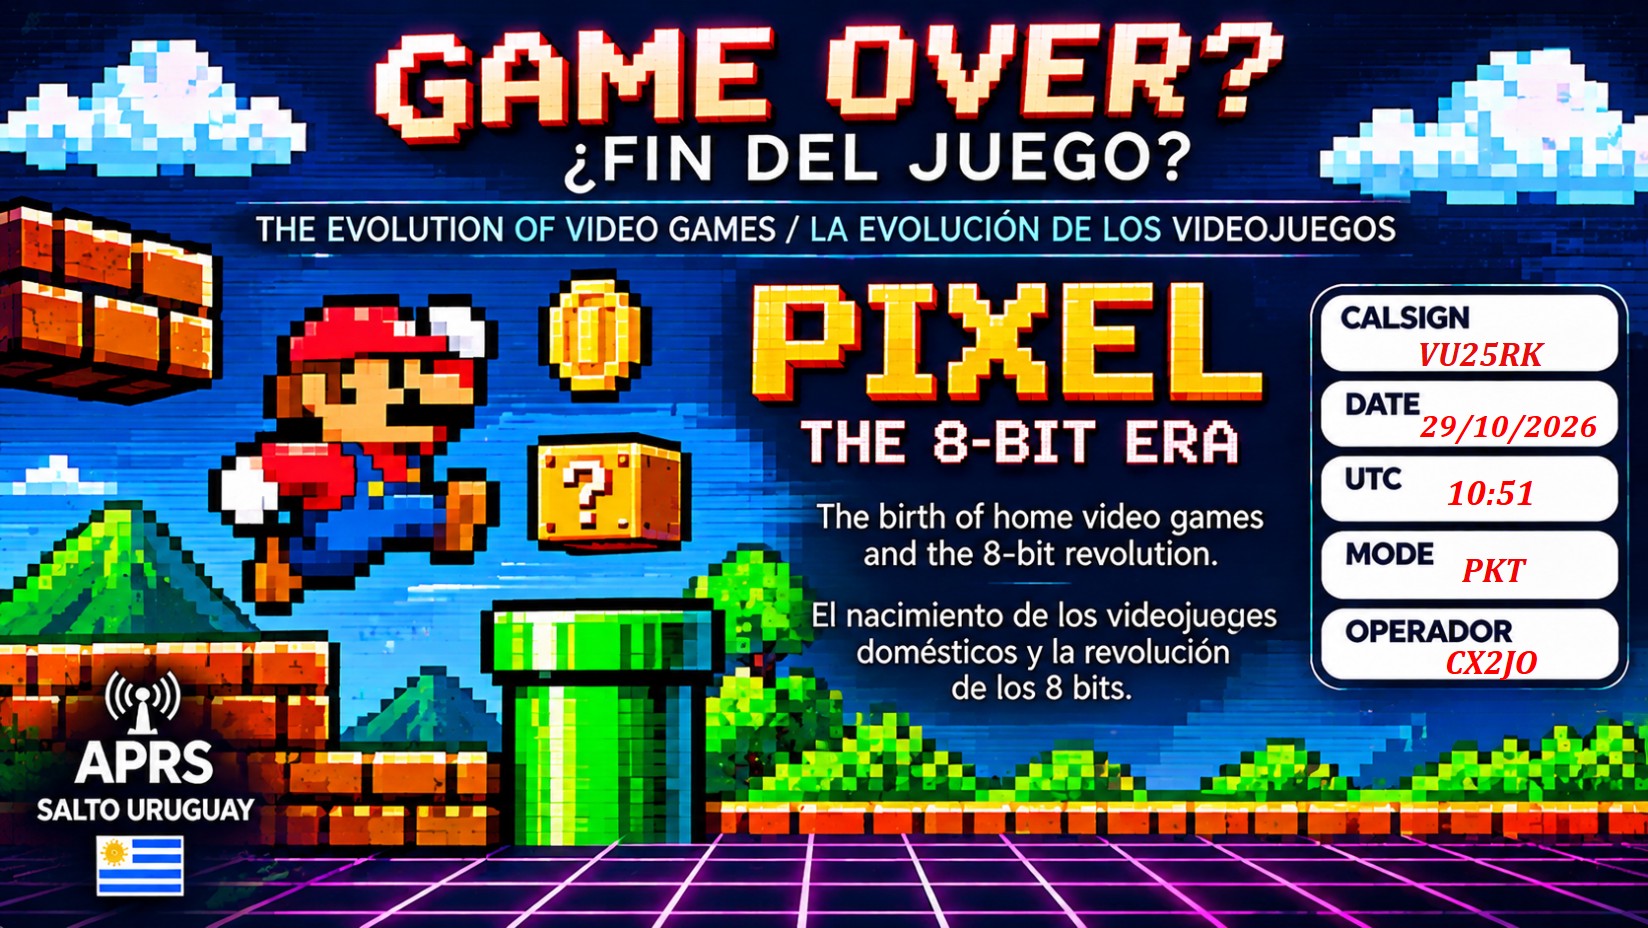 GAME OVER?
¿FIN DEL JUEGO?
THE EVOLUTION OF VIDEO GAMES / LA EVOLUCIÓN DE LOS VIDEOJUEGOS
PIXEL
THE 8-BIT ERA
The birth of home video games
and the 8-bit revolution.
El nacimiento de los videojueges
domésticos y la revolución
de los 8 bits.
CALSIGN
VU25RK
DATE
29/10/2026
UTC
10:51
MODE
PKT
OPERADOR
CX2JO
?
APRS
SALTO URUGUAY